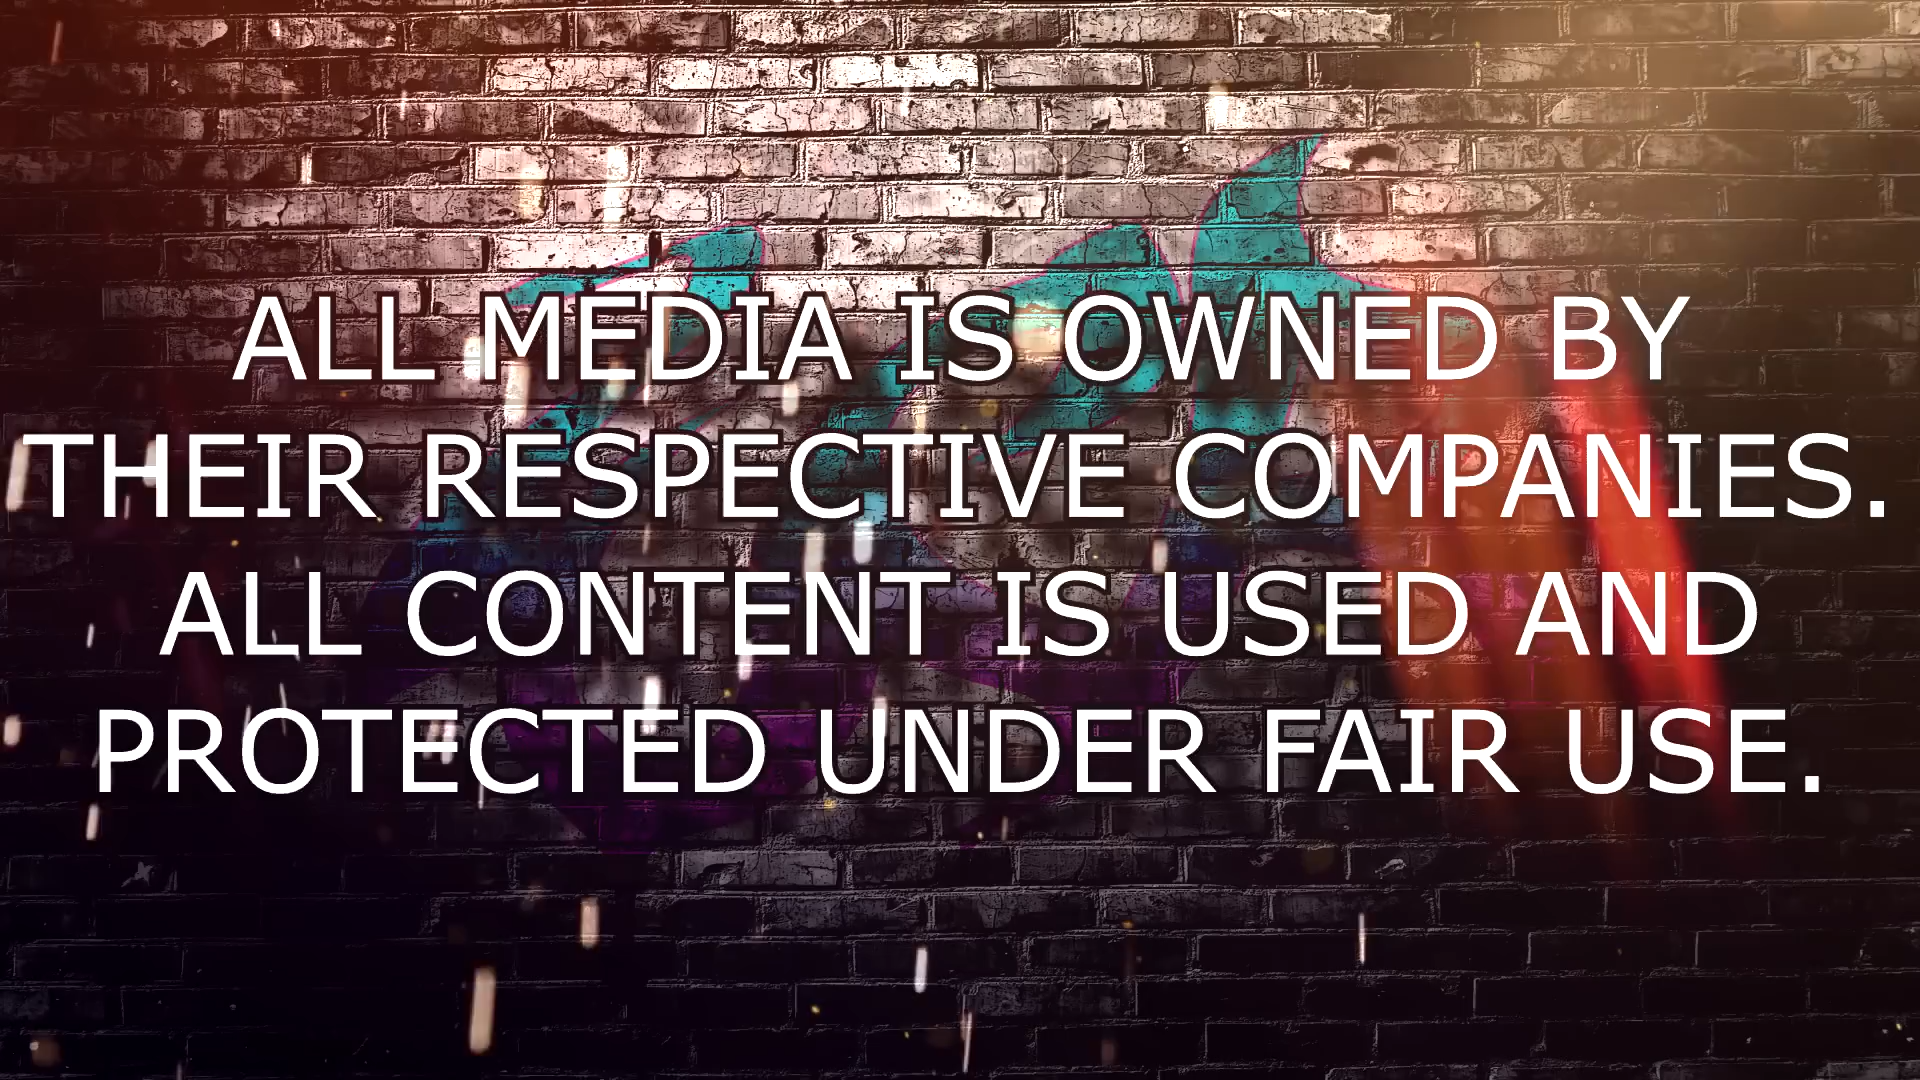 ALL MEDIA IS OWNED BY
THEIR RESPECTIVE COMPANIES.
ALL CONTENT IS USED AND
PROTECTED UNDER FAIR USE.